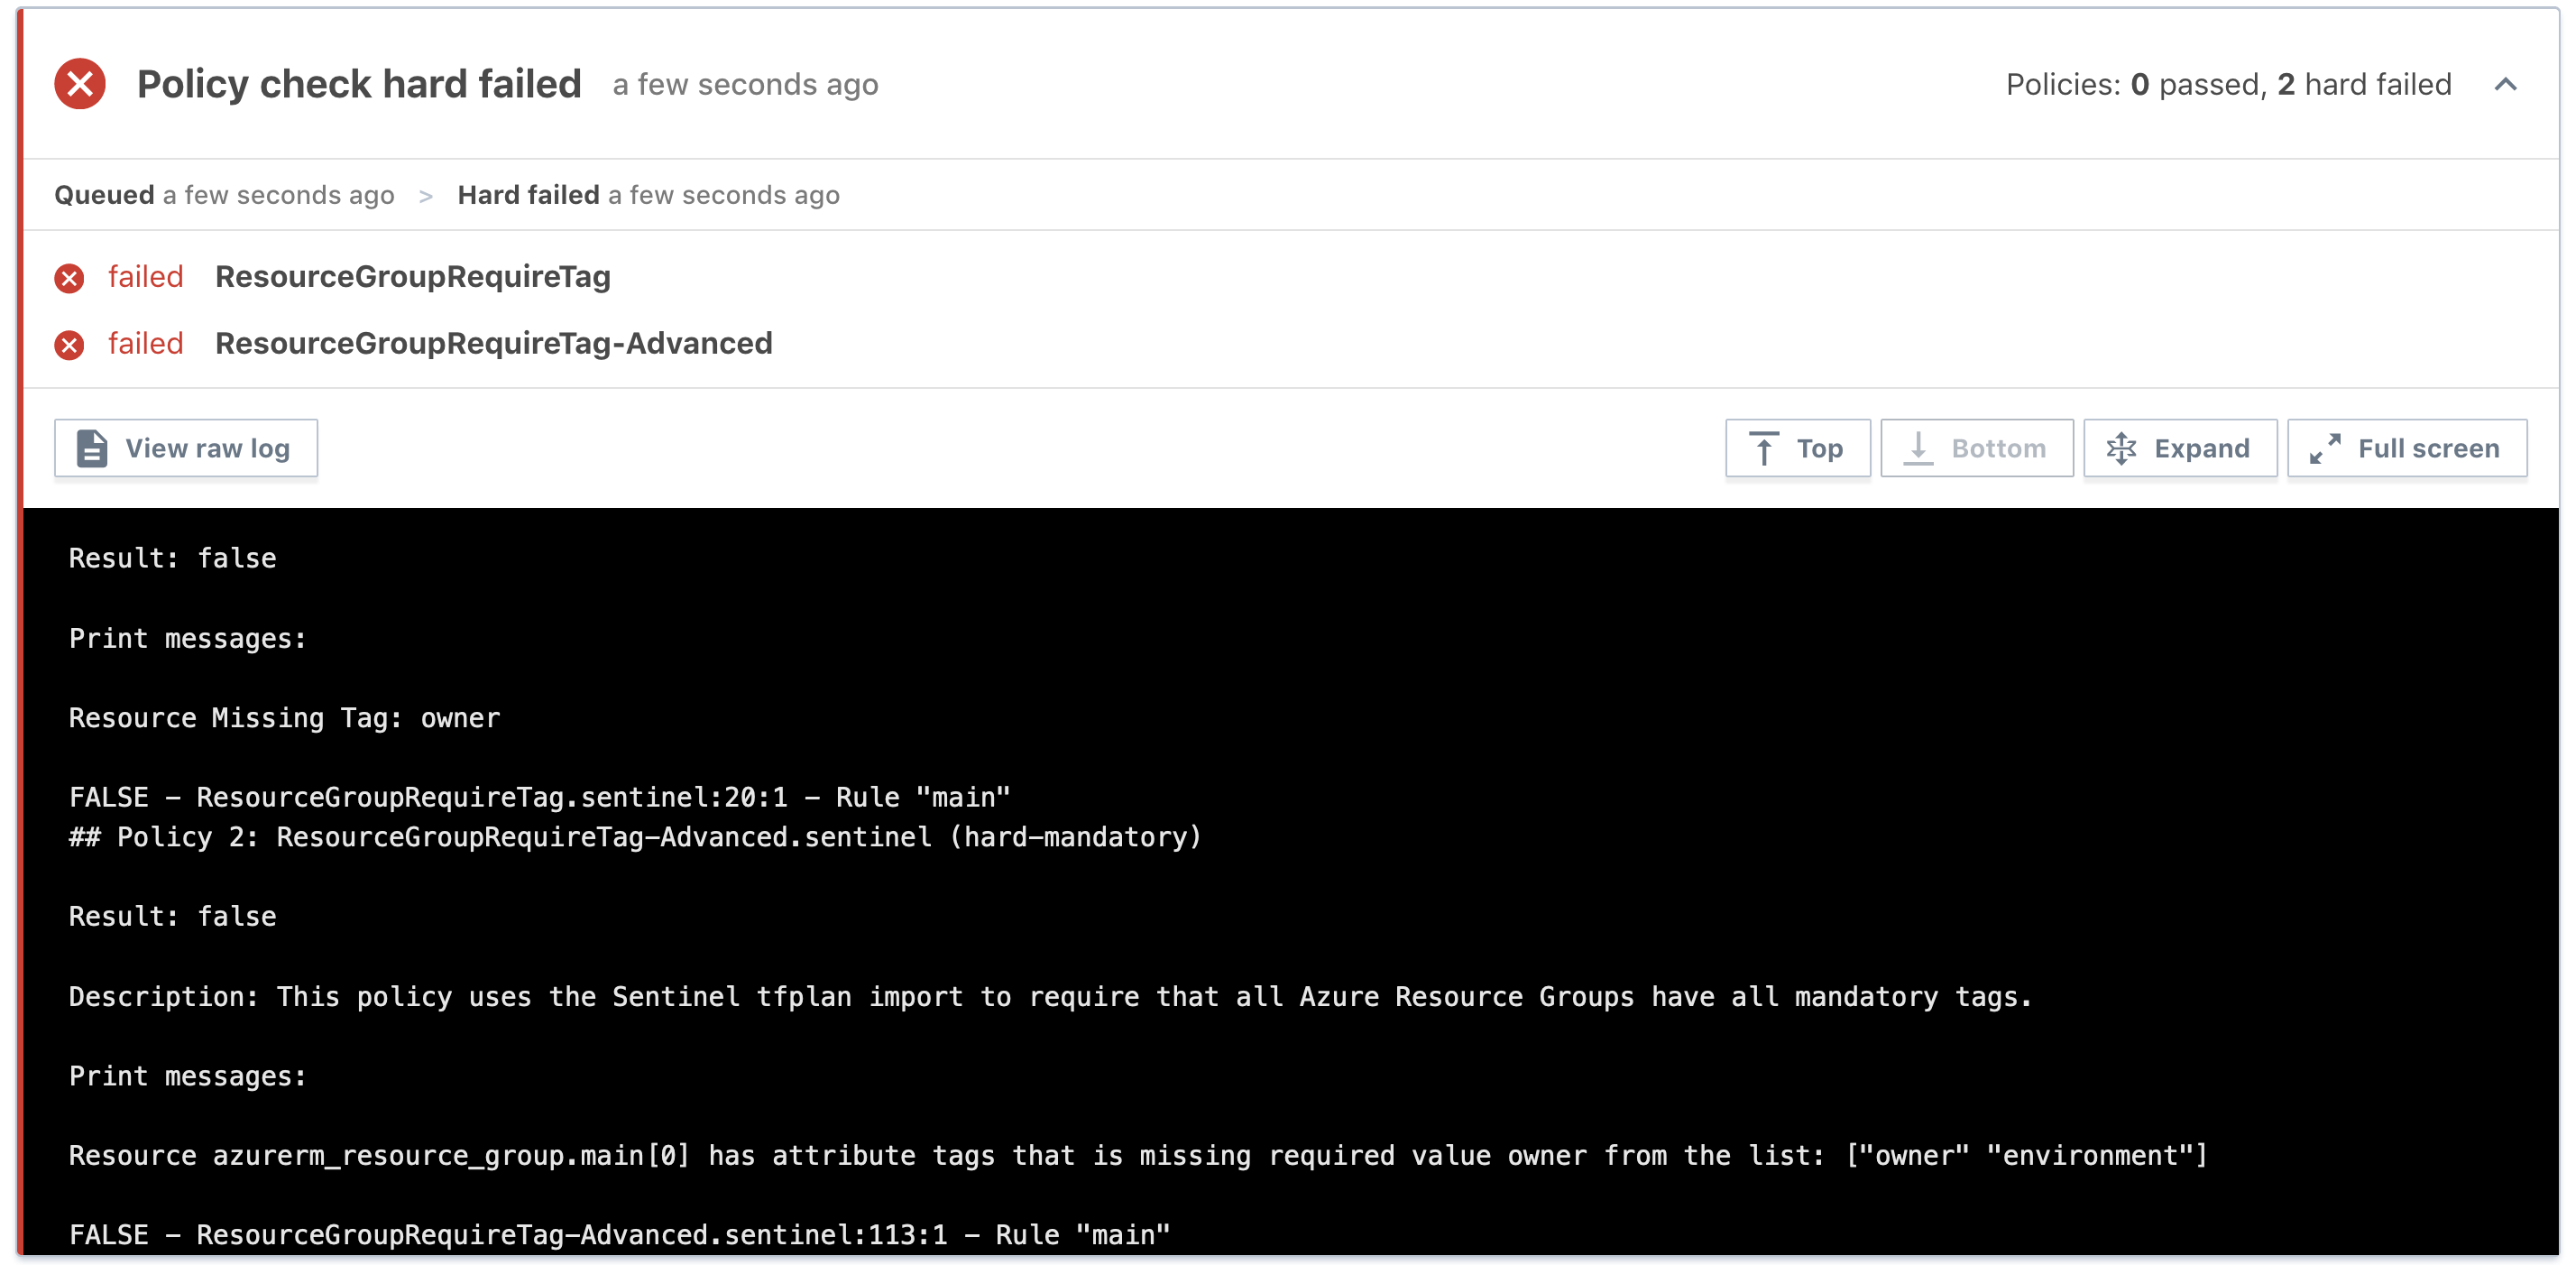 Policy check hard failed a few seconds ago Policies: 0 passed, 2 hard failed
Queued a few seconds ago > Hard failed a few seconds ago
failed ResourceGroupRequireTag
failed ResourceGroupRequireTag-Advanced
View raw log Top Bottom Expand Full screen
Result: false
Print messages:
Resource Missing Tag: owner
FALSE - ResourceGroupRequireTag.sentinel:20:1 - Rule "main"
## Policy 2: ResourceGroupRequireTag-Advanced.sentinel (hard-mandatory)
Result: false
Description: This policy uses the Sentinel tfplan import to require that all Azure Resource Groups have all mandatory tags.
Print messages:
Resource azurerm_resource_group.main[0] has attribute tags that is missing required value owner from the list: ["owner" "environment"]
FALSE - ResourceGroupRequireTag-Advanced.sentinel:113:1 - Rule "main"